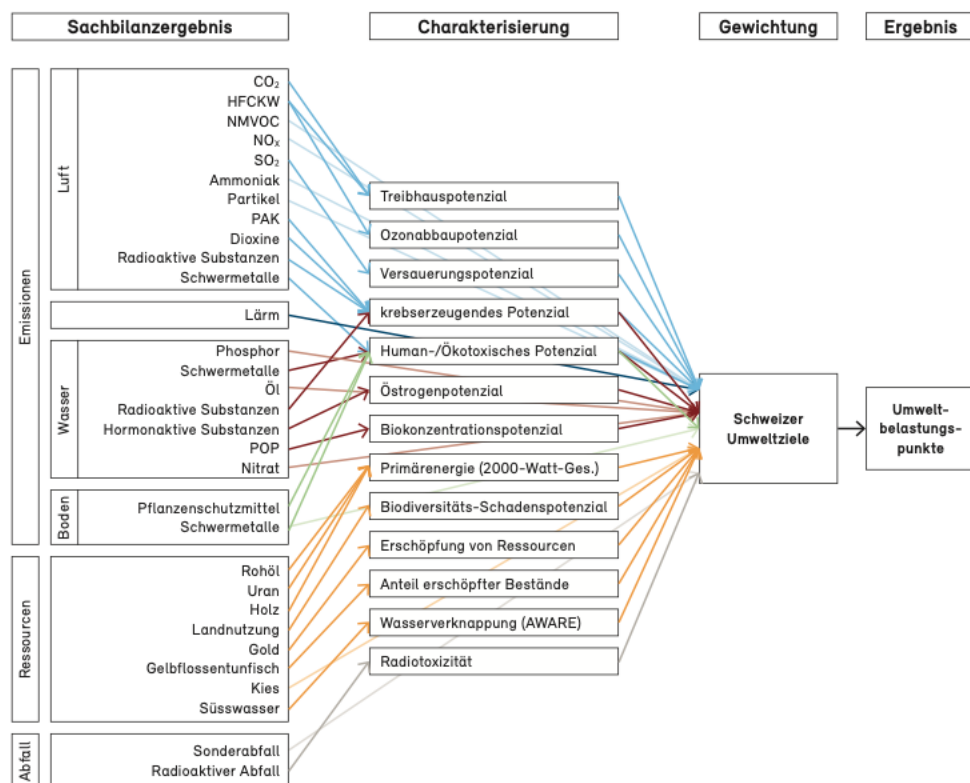 Sachbilanzergebnis
Charakterisierung
Gewichtung
Ergebnis
Emissionen
Luft
CO₂
HFCKW
NMVOC
NOₓ
SO₂
Ammoniak
Partikel
PAK
Dioxine
Radioaktive Substanzen
Schwermetalle
Lärm
Wasser
Phosphor
Schwermetalle
Öl
Radioaktive Substanzen
Hormonaktive Substanzen
POP
Nitrat
Boden
Pflanzenschutzmittel
Schwermetalle
Ressourcen
Rohöl
Uran
Holz
Landnutzung
Gold
Gelbflossentunfisch
Kies
Süsswasser
Abfall
Sonderabfall
Radioaktiver Abfall
Treibhauspotenzial
Ozonabbaupotenzial
Versauerungspotenzial
krebserzeugendes Potenzial
Human-/Ökotoxisches Potenzial
Östrogenpotenzial
Biokonzentrationspotenzial
Primärenergie (2000-Watt-Ges.)
Biodiversitäts-Schadenspotenzial
Erschöpfung von Ressourcen
Anteil erschöpfter Bestände
Wasserverknappung (AWARE)
Radiotoxizität
Schweizer
Umweltziele
Umwelt-
belastungs-
punkte